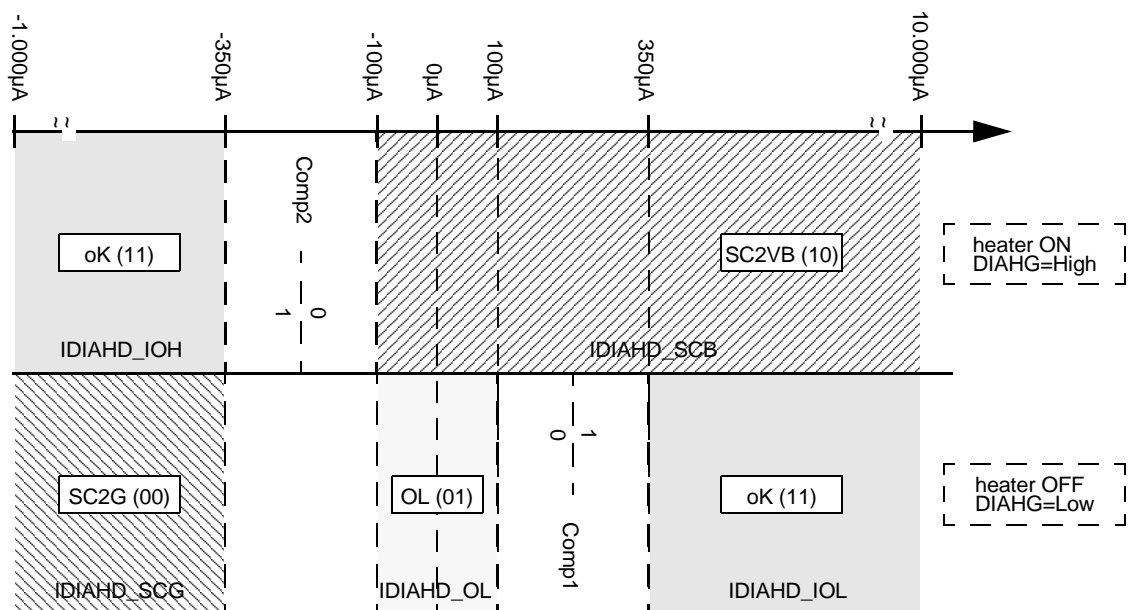 -1.000µA
-350µA
-100µA
0µA
100µA
350µA
10.000µA
~ ~
~ ~
Comp2
0
1
oK (11)
SC2VB (10)
heater ON
DIAHG=High
IDIAHD_IOH
IDIAHD_SCB
1
0
SC2G (00)
OL (01)
oK (11)
heater OFF
DIAHG=Low
Comp1
IDIAHD_SCG
IDIAHD_OL
IDIAHD_IOL